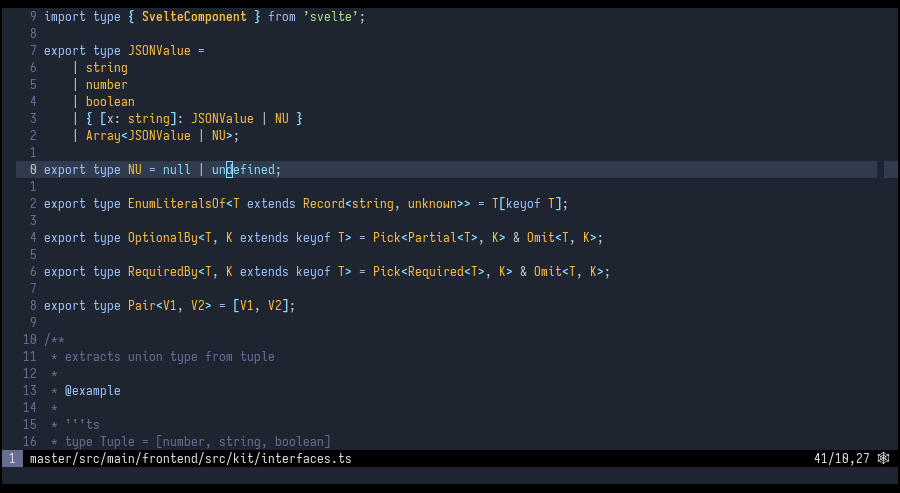 9 import type { SvelteComponent } from 'svelte';
8
7 export type JSONValue =
6     | string
5     | number
4     | boolean
3     | { [x: string]: JSONValue | NU }
2     | Array<JSONValue | NU>;
1
0 export type NU = null | undefined;
1
2 export type EnumLiteralsOf<T extends Record<string, unknown>> = T[keyof T];
3
4 export type OptionalBy<T, K extends keyof T> = Pick<Partial<T>, K> & Omit<T, K>;
5
6 export type RequiredBy<T, K extends keyof T> = Pick<Required<T>, K> & Omit<T, K>;
7
8 export type Pair<V1, V2> = [V1, V2];
9
10 /**
11  * extracts union type from tuple
12  *
13  * @example
14  *
15  * ```ts
16  * type Tuple = [number, string, boolean]
1 master/src/main/frontend/src/kit/interfaces.ts 41/10,27